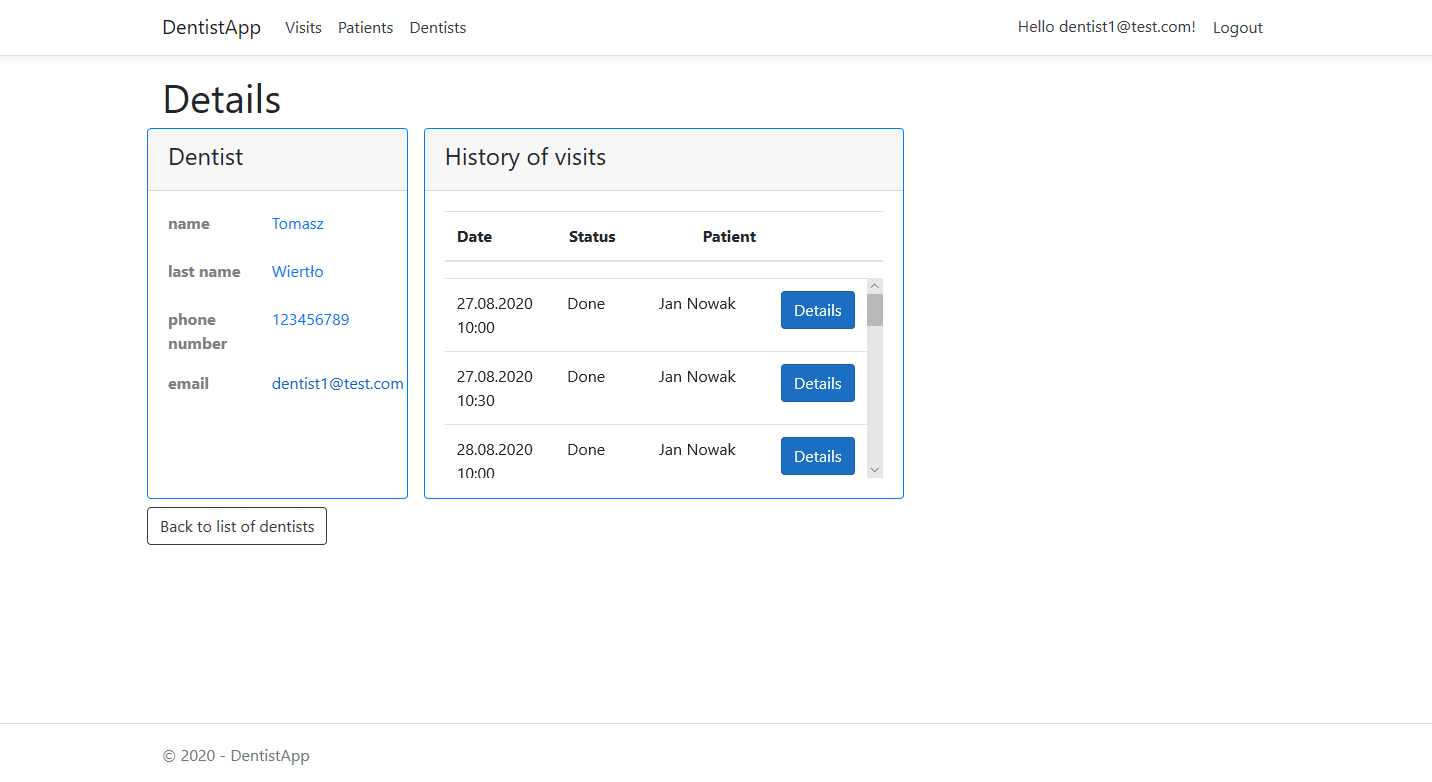 DentistApp Visits Patients Dentists Hello dentist1@test.com! Logout
Details
Dentist
name Tomasz
last name Wiertło
phone number 123456789
email dentist1@test.com
History of visits
Date Status Patient
27.08.2020 10:00 Done Jan Nowak Details
27.08.2020 10:30 Done Jan Nowak Details
28.08.2020 10:00 Done Jan Nowak Details
Back to list of dentists
© 2020 - DentistApp